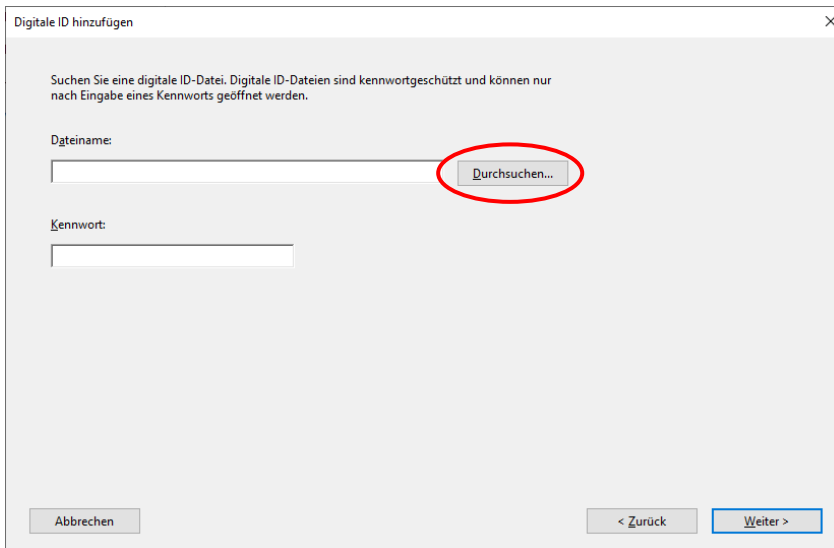 Digitale ID hinzufügen
Suchen Sie eine digitale ID-Datei. Digitale ID-Dateien sind kennwortgeschützt und können nur
nach Eingabe eines Kennworts geöffnet werden.
Dateiname:
Durchsuchen...
Kennwort:
Abbrechen
< Zurück
Weiter >